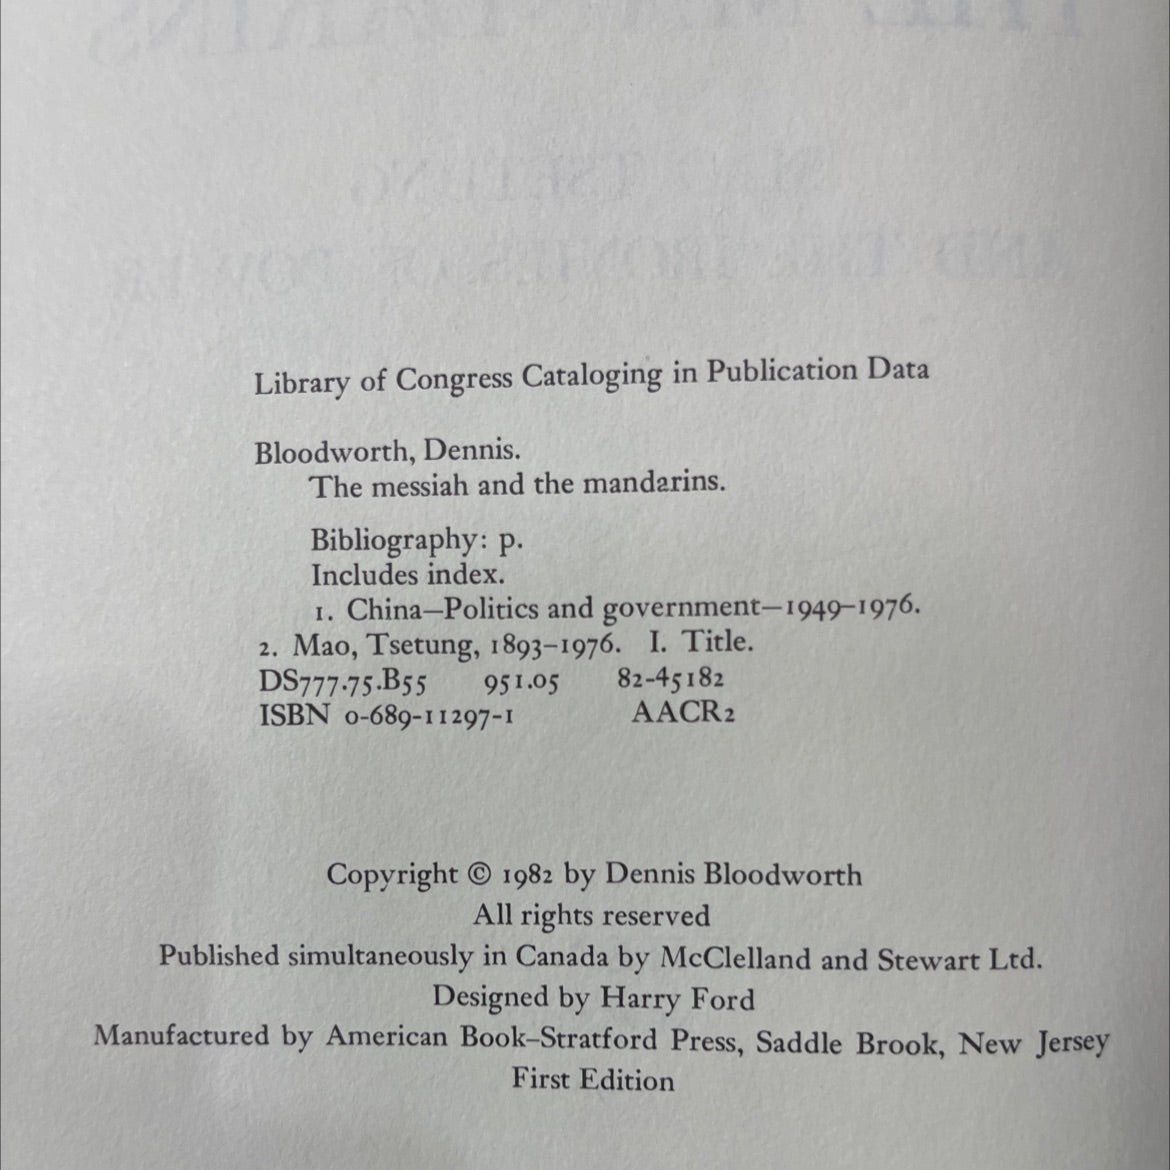 Library of Congress Cataloging in Publication Data
Bloodworth, Dennis.
The messiah and the mandarins.
Bibliography: p.
Includes index.
1. China—Politics and government—1949–1976.
2. Mao, Tsetung, 1893–1976. I. Title.
DS777.75.B55 951.05 82-45182
ISBN 0-689-11297-1 AACR2
Copyright © 1982 by Dennis Bloodworth
All rights reserved
Published simultaneously in Canada by McClelland and Stewart Ltd.
Designed by Harry Ford
Manufactured by American Book–Stratford Press, Saddle Brook, New Jersey
First Edition